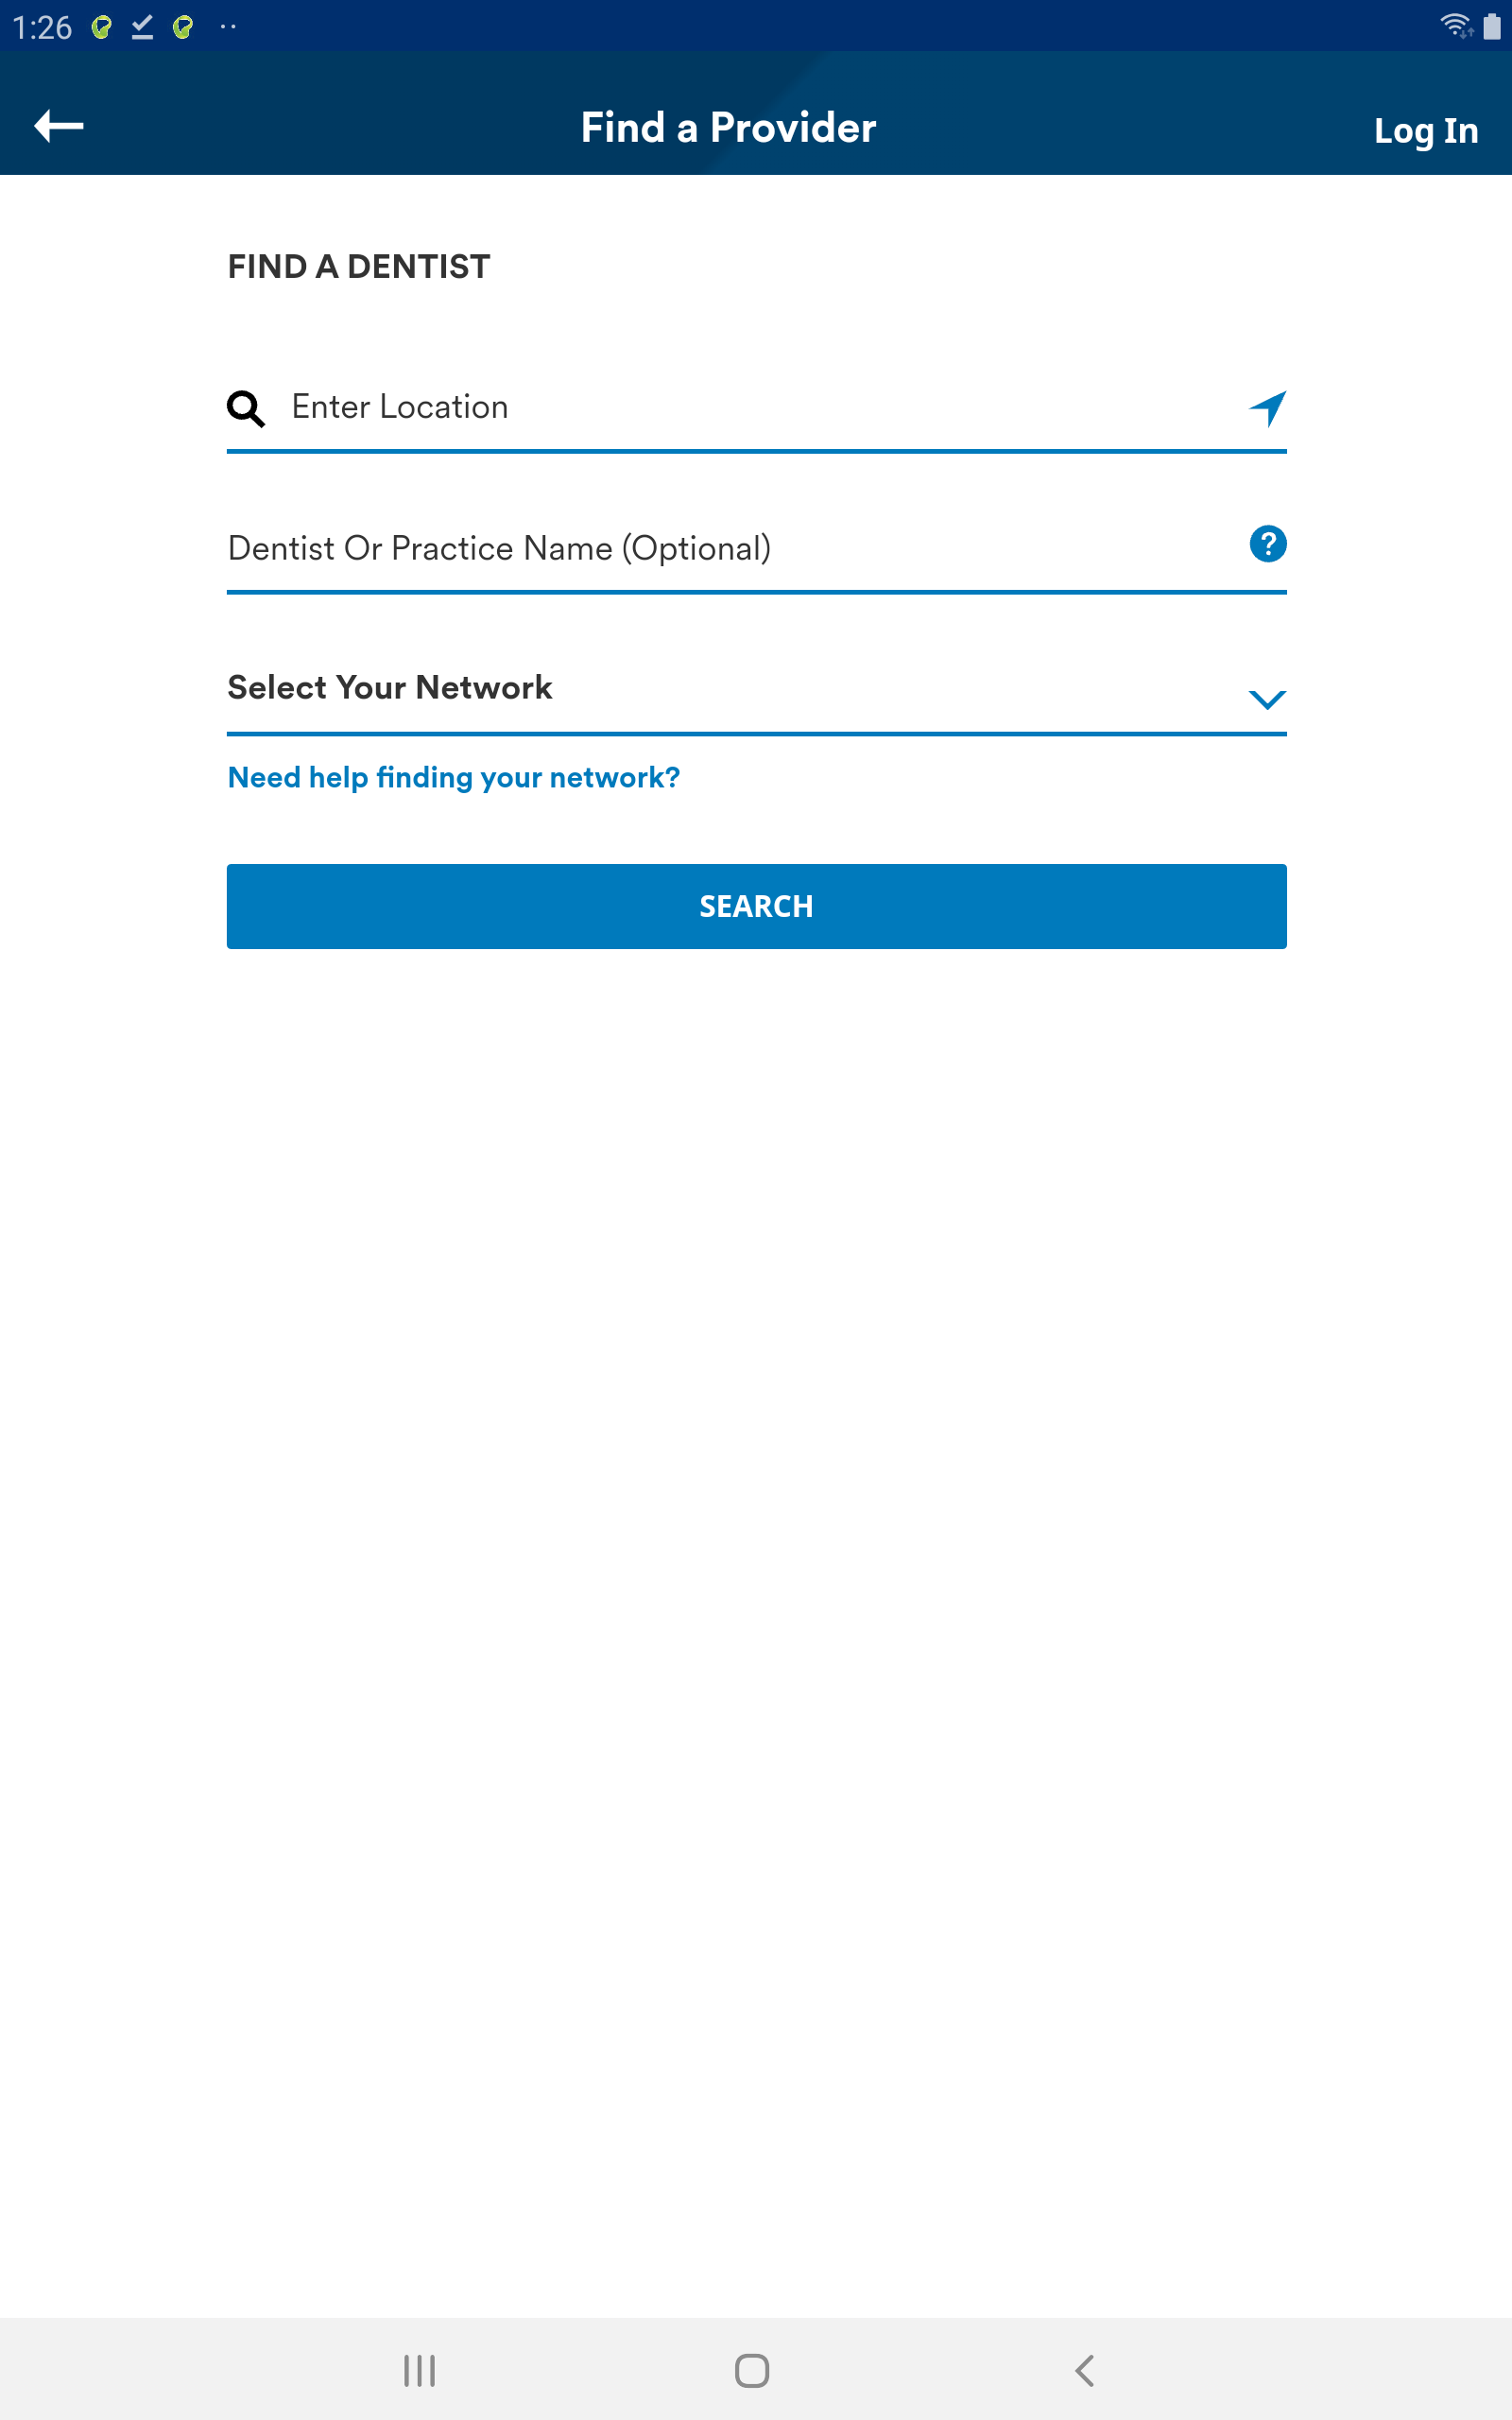 1:26
Find a Provider
Log In
FIND A DENTIST
Enter Location
Dentist Or Practice Name (Optional)
?
Select Your Network
Need help finding your network?
SEARCH